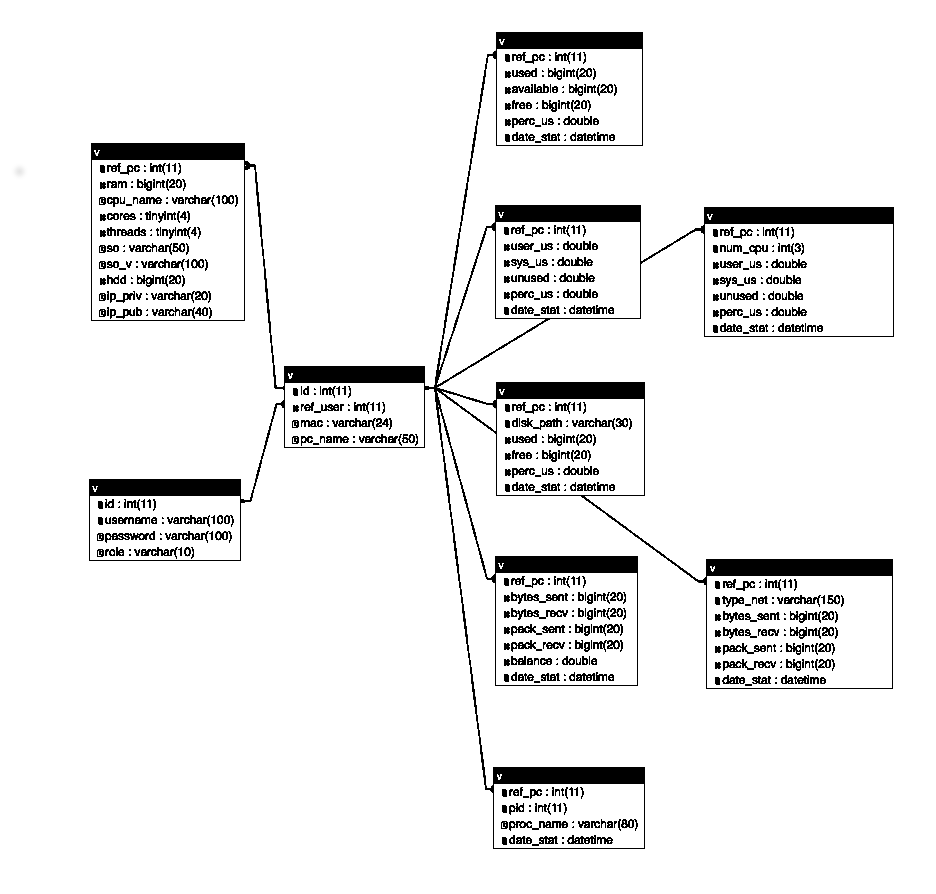 v
ref_pc : int(11)
used : bigint(20)
available : bigint(20)
free : bigint(20)
perc_us : double
date_stat : datetime
v
ref_pc : int(11)
ram : bigint(20)
cpu_name : varchar(100)
cores : tinyint(4)
threads : tinyint(4)
so : varchar(50)
so_v : varchar(100)
hdd : bigint(20)
ip_priv : varchar(20)
ip_pub : varchar(40)
v
ref_pc : int(11)
user_us : double
sys_us : double
unused : double
perc_us : double
date_stat : datetime
v
ref_pc : int(11)
num_cpu : int(3)
user_us : double
sys_us : double
unused : double
perc_us : double
date_stat : datetime
v
id : int(11)
ref_user : int(11)
mac : varchar(24)
pc_name : varchar(50)
v
ref_pc : int(11)
disk_path : varchar(30)
used : bigint(20)
free : bigint(20)
perc_us : double
date_stat : datetime
v
id : int(11)
username : varchar(100)
password : varchar(100)
role : varchar(10)
v
ref_pc : int(11)
bytes_sent : bigint(20)
bytes_recv : bigint(20)
pack_sent : bigint(20)
pack_recv : bigint(20)
balance : double
date_stat : datetime
v
ref_pc : int(11)
type_net : varchar(150)
bytes_sent : bigint(20)
bytes_recv : bigint(20)
pack_sent : bigint(20)
pack_recv : bigint(20)
date_stat : datetime
v
ref_pc : int(11)
pid : int(11)
proc_name : varchar(80)
date_stat : datetime